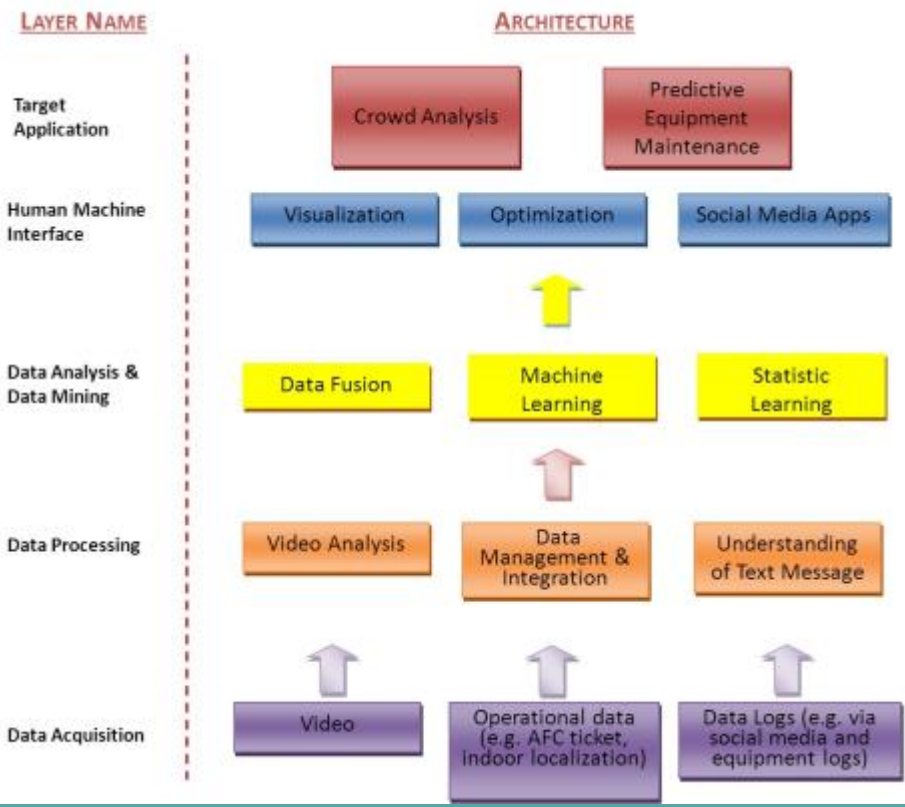 LAYER NAME
ARCHITECTURE
Target
Application
Crowd Analysis
Predictive
Equipment
Maintenance
Human Machine
Interface
Visualization
Optimization
Social Media Apps
Data Analysis &
Data Mining
Data Fusion
Machine
Learning
Statistic
Learning
Data Processing
Video Analysis
Data
Management &
Integration
Understanding
of Text Message
Data Acquisition
Video
Operational data
(e.g. AFC ticket,
indoor localization)
Data Logs (e.g. via
social media and
equipment logs)